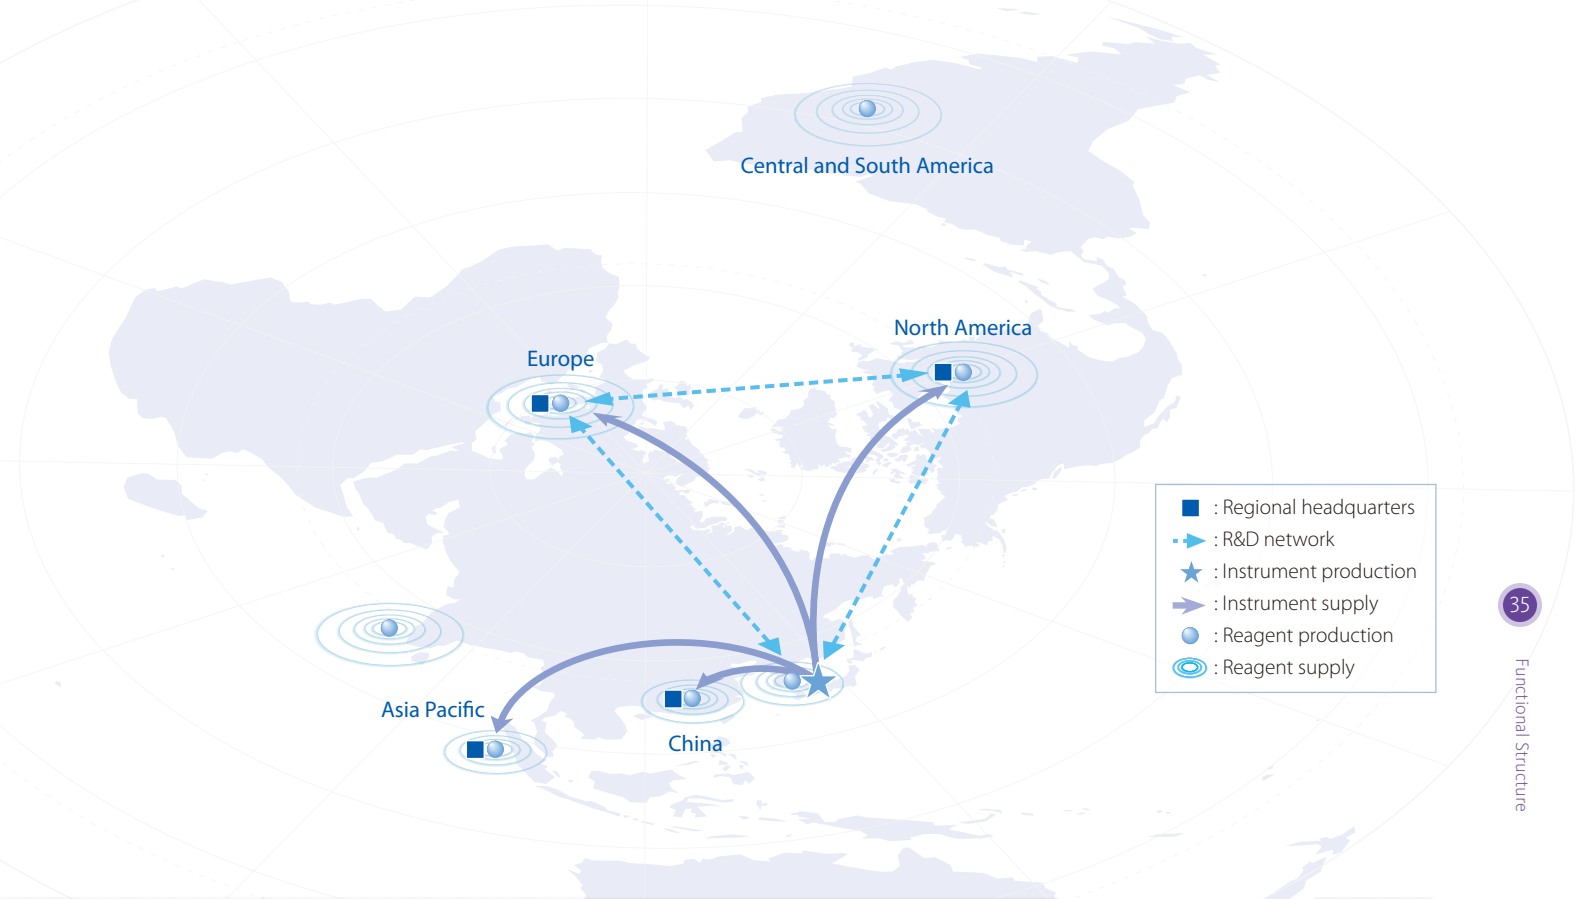 Central and South America
North America
Europe
Asia Pacific
China
: Regional headquarters
: R&D network
: Instrument production
: Instrument supply
: Reagent production
: Reagent supply
35
Functional Structure